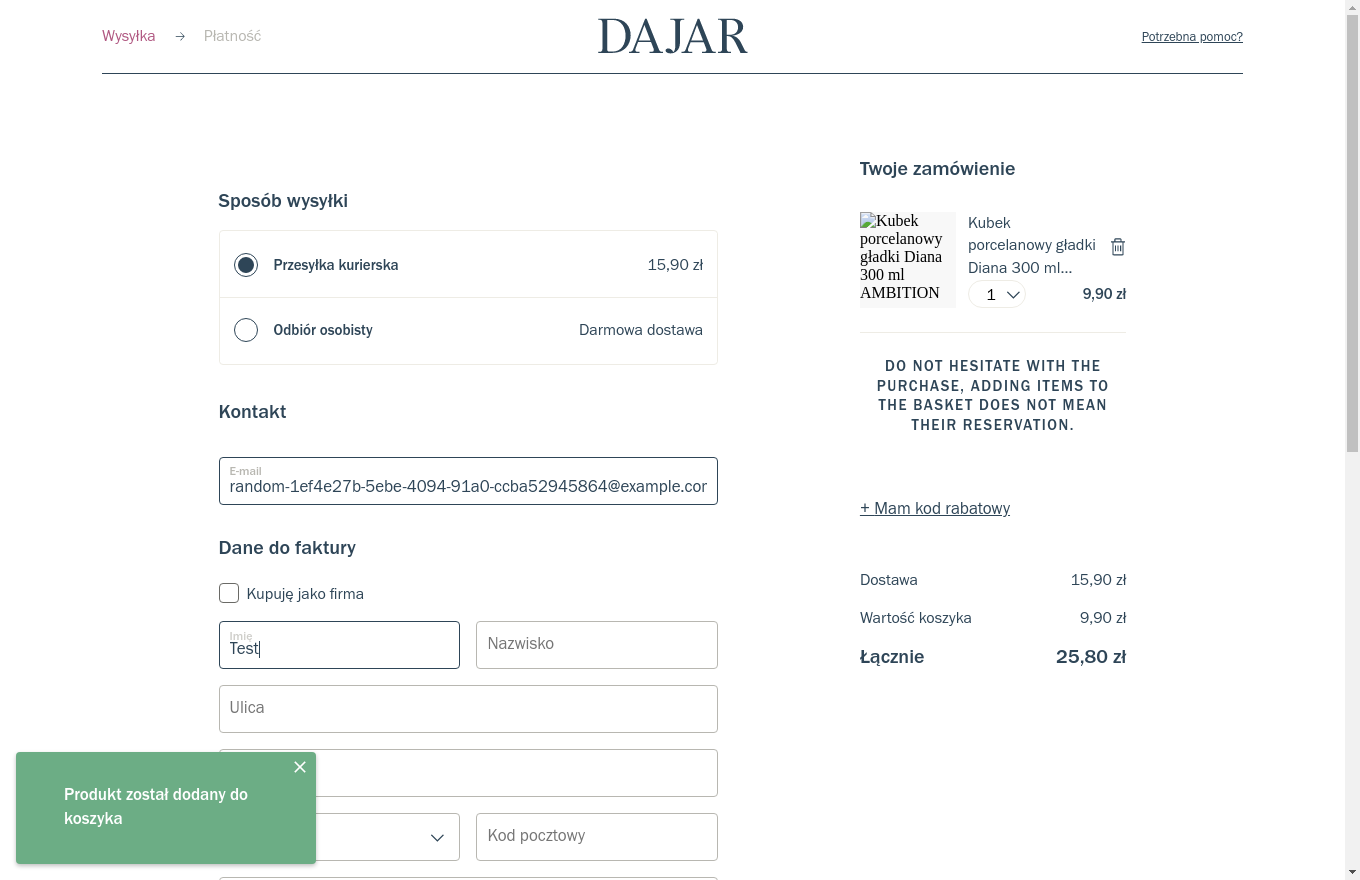 Wysyłka → Płatność
DAJAR
Potrzebna pomoc?
Sposób wysyłki
Przesyłka kurierska 15,90 zł
Odbiór osobisty Darmowa dostawa
Kontakt
E-mail
random-1ef4e27b-5ebe-4094-91a0-ccba52945864@example.cor
Dane do faktury
Kupuję jako firma
Imię
Test
Nazwisko
Ulica
Kod pocztowy
Produkt został dodany do
koszyka
Twoje zamówienie
Kubek
porcelanowy
gładki Diana
300 ml
AMBITION
Kubek
porcelanowy gładki
Diana 300 ml...
1 9,90 zł
DO NOT HESITATE WITH THE
PURCHASE, ADDING ITEMS TO
THE BASKET DOES NOT MEAN
THEIR RESERVATION.
+ Mam kod rabatowy
Dostawa 15,90 zł
Wartość koszyka 9,90 zł
Łącznie 25,80 zł